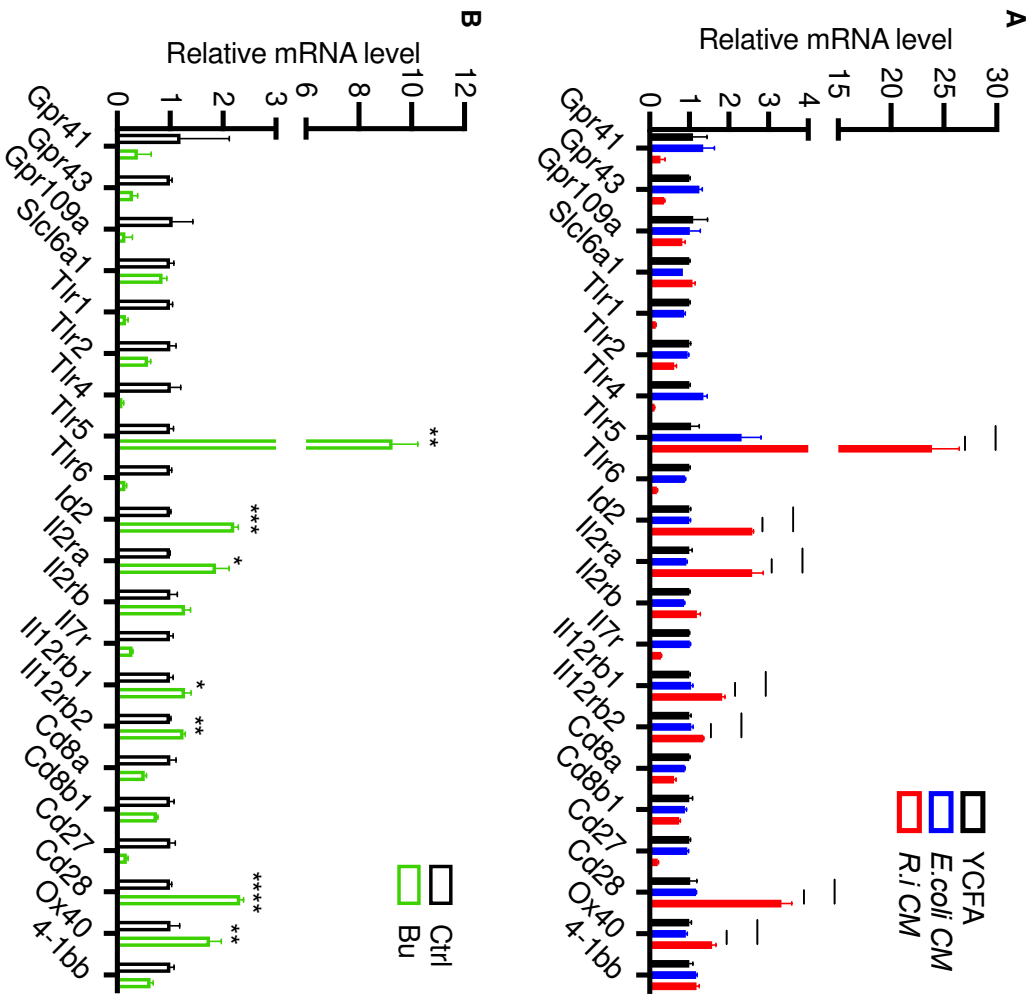 A
Relative mRNA level
30
25
20
15
4
3
2
1
0
Gpr41
Gpr43
Gpr109a
Slcl6a1
Tlr1
Tlr2
Tlr4
Tlr5
Tlr6
Id2
Il2ra
Il2rb
Il7r
Il12rb1
Il12rb2
Cd8a
Cd8b1
Cd27
Cd28
Ox40
4-1bb
YCFA
E.coli CM
R.i CM
B
Relative mRNA level
12
10
8
6
3
2
1
0
**
***
*
*
**
****
**
Gpr41
Gpr43
Gpr109a
Slcl6a1
Tlr1
Tlr2
Tlr4
Tlr5
Tlr6
Id2
Il2ra
Il2rb
Il7r
Il12rb1
Il12rb2
Cd8a
Cd8b1
Cd27
Cd28
Ox40
4-1bb
Ctrl
Bu